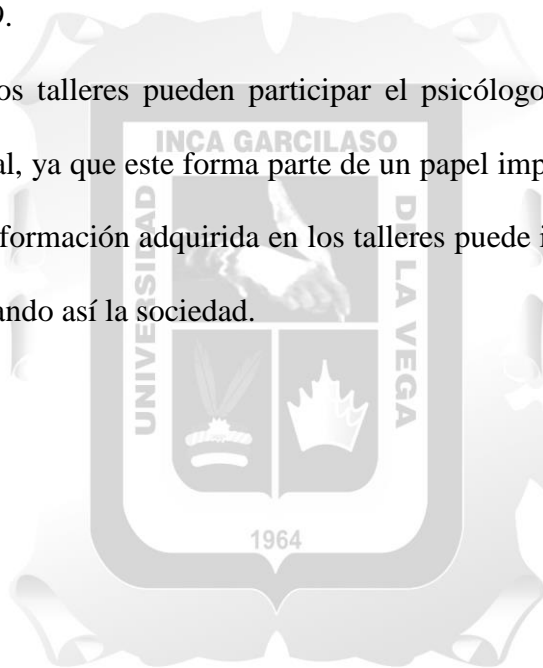 .
os talleres pueden participar el psicólogo
al, ya que este forma parte de un papel imp
formación adquirida en los talleres puede i
ando así la sociedad.
UNIVERSIDAD
INCA GARCILASO
DE LA VEGA
1964